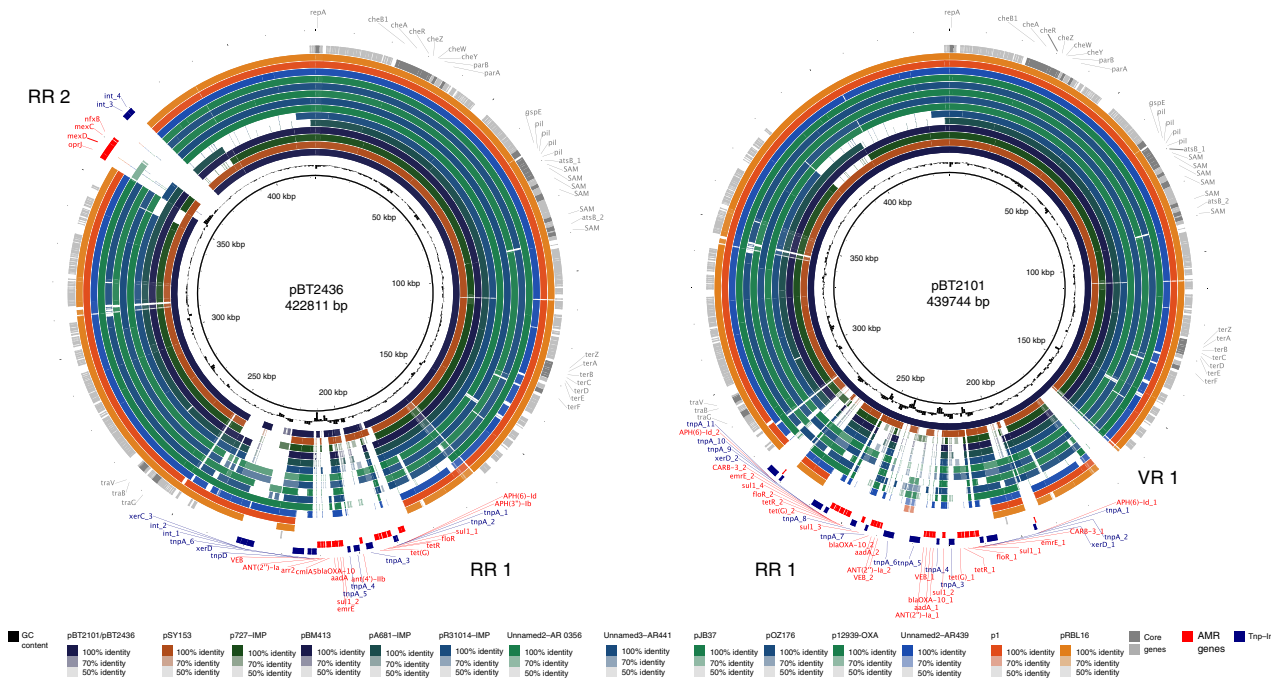 repA
cheB1
cheA
cheR
cheZ
cheW
cheY
parB
parA
gspE
pil
pil
pil
atsB_1
SAM
SAM
SAM
SAM
SAM
atsB_2
SAM
terZ
terA
terB
terC
terD
terE
terF
RR 2
int_4
int_3
nfxB
mexC
mexD
oprJ
400 kbp
50 kbp
350 kbp
100 kbp
300 kbp
150 kbp
250 kbp
200 kbp
pBT2436
422811 bp
traV
traB
traG
xerC_3
int_2
int_1
tnpA_6
xerD
tnpD
VEB
ANT(2")-Ia
arr2
cmlA5
blaOXA-10
aadA
ant(4')-IIb
tnpA_4
tnpA_5
sul1_2
emrE
APH(6)-Id
APH(3")-Ib
tnpA_1
tnpA_2
sul1_1
floR
tetR
tet(G)
tnpA_3
RR 1
repA
cheB1
cheA
cheR
cheZ
cheW
cheY
parB
parA
gspE
pil
pil
pil
atsB_1
SAM
SAM
SAM
SAM
SAM
atsB_2
SAM
terZ
terA
terB
terC
terD
terE
terF
400 kbp
50 kbp
350 kbp
100 kbp
300 kbp
150 kbp
250 kbp
200 kbp
pBT2101
439744 bp
VR 1
traV
traB
traG
tnpA_11
APH(6)-Id_2
tnpA_10
tnpA_9
xerD_2
CARB-3_2
emrE_2
sul1_4
floR_2
tetR_2
tet(G)_2
tnpA_8
sul1_3
tnpA_7
blaOXA-10_2
aadA_2
tnpA_6
ANT(2")-Ia_2
VEB_2
tnpA_5
VEB_1
tnpA_4
blaOXA-10_1
aadA_1
ANT(2")-Ia_1
tet(G)_1
tnpA_3
sul1_2
tetR_1
floR_1
sul1_1
emrE_1
xerD_1
CARB-3_1
tnpA_2
tnpA_1
APH(6)-Id_1
RR 1
GC
content
pBT2101/pBT2436
100% identity
70% identity
50% identity
pSY153
100% identity
70% identity
50% identity
p727-IMP
100% identity
70% identity
50% identity
pBM413
100% identity
70% identity
50% identity
pA681-IMP
100% identity
70% identity
50% identity
pR31014-IMP
100% identity
70% identity
50% identity
Unnamed2-AR 0356
100% identity
70% identity
50% identity
Unnamed3-AR441
100% identity
70% identity
50% identity
pJB37
100% identity
70% identity
50% identity
pOZ176
100% identity
70% identity
50% identity
p12939-OXA
100% identity
70% identity
50% identity
Unnamed2-AR439
100% identity
70% identity
50% identity
p1
100% identity
70% identity
50% identity
pRBL16
100% identity
70% identity
50% identity
Core
genes
AMR
genes
Tnp-Ir